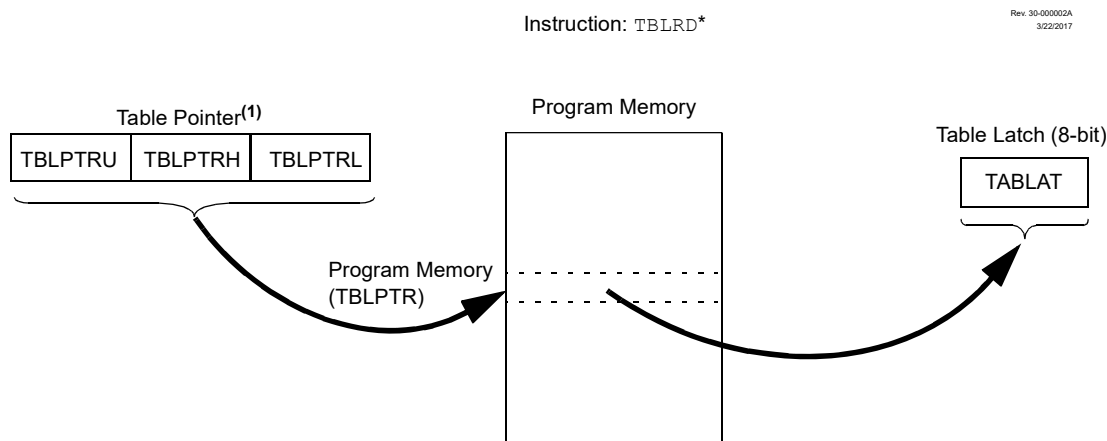 Instruction: TBLRD*
Rev. 30-000002A
3/22/2017
Table Pointer(1)
Program Memory
Table Latch (8-bit)
TBLPTRU TBLPTRH TBLPTRL
TABLAT
Program Memory
(TBLPTR)